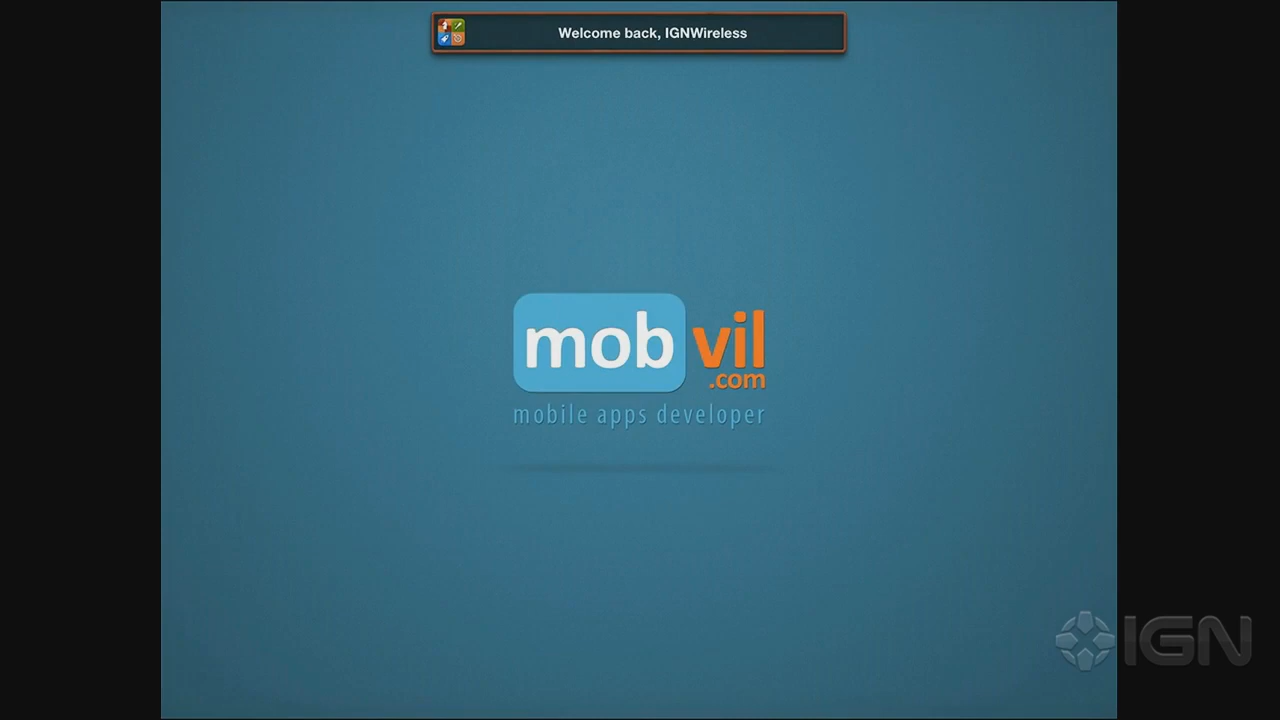 Welcome back, IGNWireless
mob vil
.com
mobile apps developer
IGN